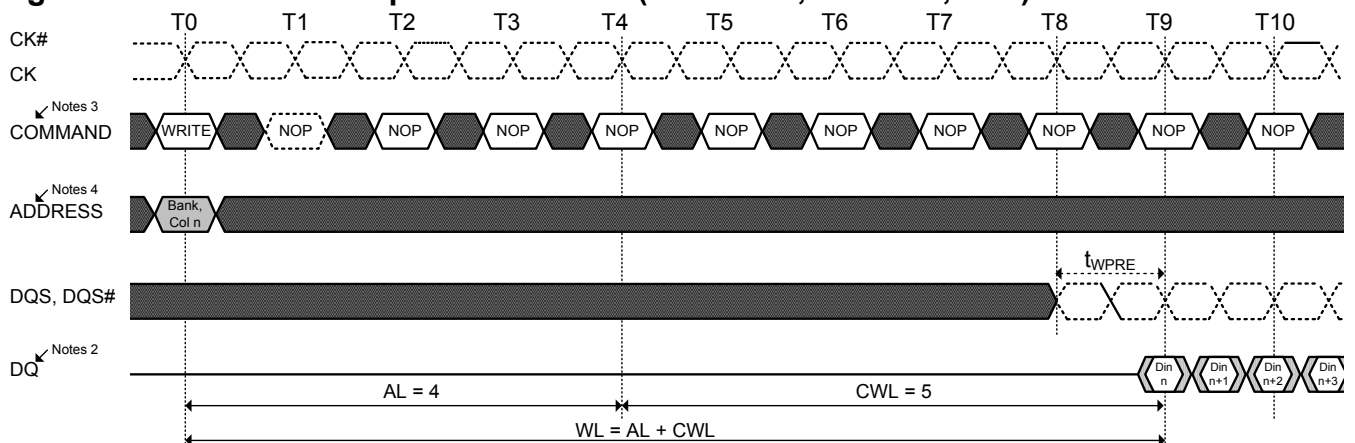 T0 T1 T2 T3 T4 T5 T6 T7 T8 T9 T10
CK#
CK
Notes 3
COMMAND WRITE NOP NOP NOP NOP NOP NOP NOP NOP NOP NOP
Notes 4
ADDRESS
Bank,
Col n
tWPRE
DQS, DQS#
Notes 2
DQ
Din Din Din Din
n n+1 n+2 n+3
AL = 4 CWL = 5
WL = AL + CWL